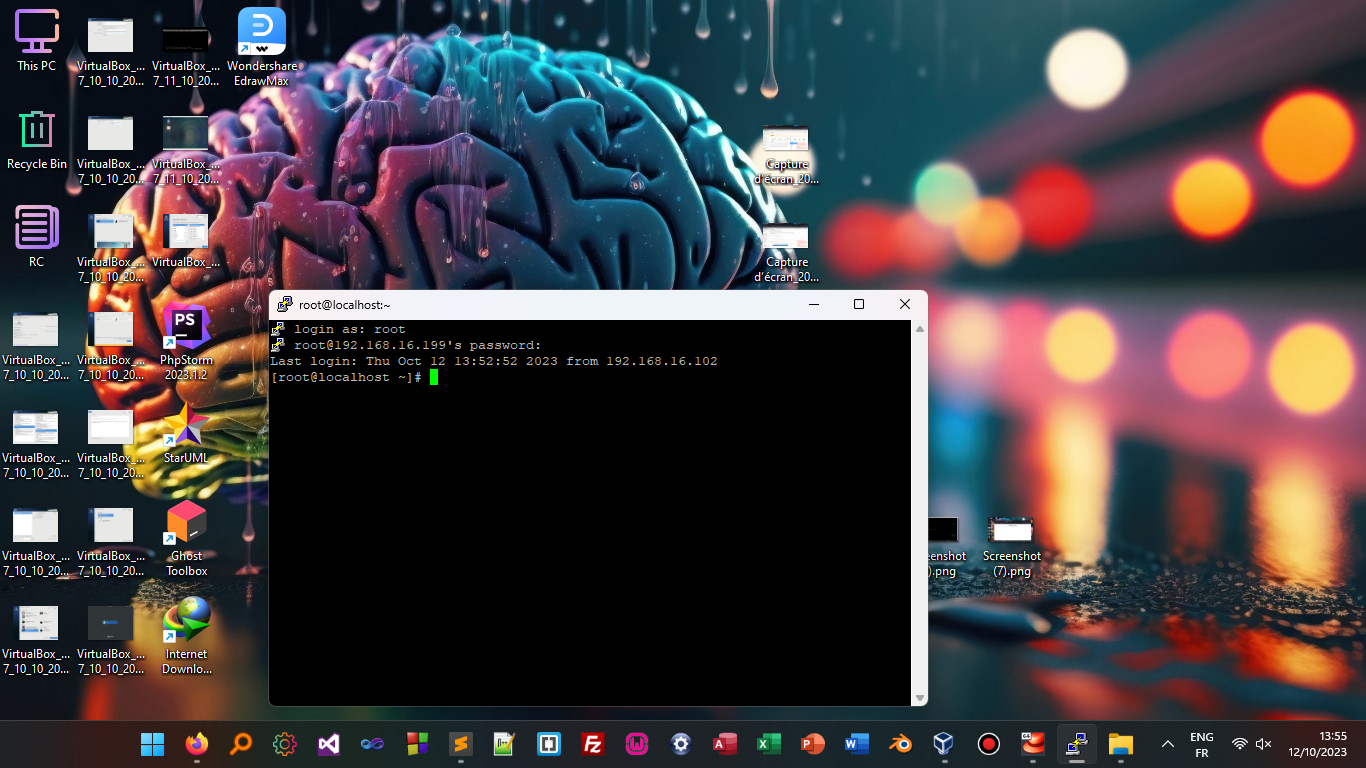 This PC
VirtualBox_...
7_10_10_20...
VirtualBox_...
7_11_10_20...
Wondershare
EdrawMax
Recycle Bin
VirtualBox_...
7_10_10_20...
VirtualBox_...
7_11_10_20...
Capture
d'écran_20...
RC
VirtualBox_...
7_10_10_20...
VirtualBox_...
Capture
d'écran_20...
VirtualBox_...
7_10_10_20...
VirtualBox_...
7_10_10_20...
PS
PhpStorm
2023.1.2
VirtualBox_...
7_10_10_20...
VirtualBox_...
7_10_10_20...
StarUML
VirtualBox_...
7_10_10_20...
VirtualBox_...
7_10_10_20...
Ghost
Toolbox
VirtualBox_...
7_10_10_20...
VirtualBox_...
7_10_10_20...
Internet
Downlo...
root@localhost:~
login as: root
root@192.168.16.199's password:
Last login: Thu Oct 12 13:52:52 2023 from 192.168.16.102
[root@localhost ~]#
eenshot
).png
Screenshot
(7).png
ENG
FR
13:55
12/10/2023